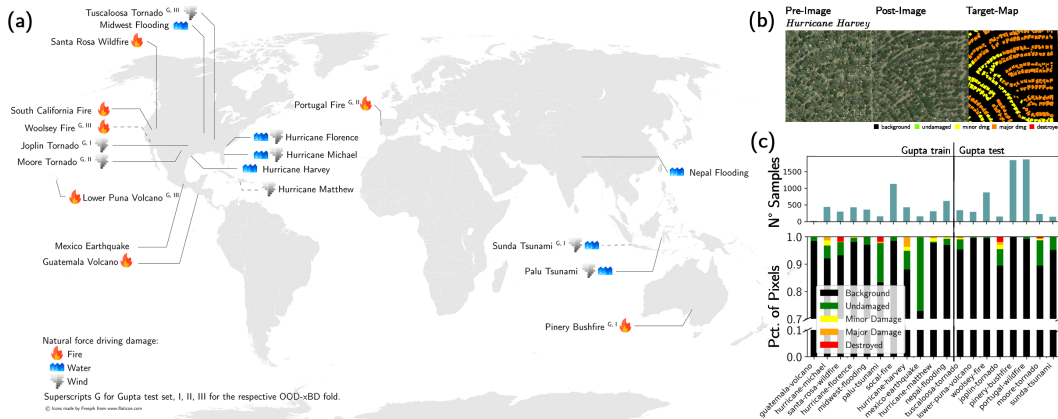 (a)
Tuscaloosa Tornado G, III
Midwest Flooding
Santa Rosa Wildfire
South California Fire
Woolsey Fire G, III
Joplin Tornado G, I
Moore Tornado G, II
Lower Puna Volcano G, III
Mexico Earthquake
Guatemala Volcano
Portugal Fire G, II
Hurricane Florence
Hurricane Michael
Hurricane Harvey
Hurricane Matthew
Nepal Flooding
Sunda Tsunami G, I
Palu Tsunami
Pinery Bushfire G, I
Natural force driving damage:
Fire
Water
Wind
Superscripts G for Gupta test set, I, II, III for the respective OOD-xBD fold.
© Icons made by Freepik from www.flaticon.com
(b)
Pre-Image Post-Image Target-Map
Hurricane Harvey
background undamaged minor dmg major dmg destroyed
(c)
Gupta train Gupta test
N° Samples
1500
1000
500
0
Pct. of Pixels
1.0
0.9
0.8
0.7
0.1
0.0
Background
Undamaged
Minor Damage
Major Damage
Destroyed
guatemala-volcano
hurricane-michael
santa-rosa-wildfire
hurricane-florence
midwest-flooding
palu-tsunami
socal-fire
hurricane-harvey
mexico-earthquake
hurricane-matthew
nepal-flooding
tuscaloosa-tornado
lower-puna-volcano
woolsey-fire
joplin-tornado
pinery-bushfire
portugal-wildfire
moore-tornado
sunda-tsunami